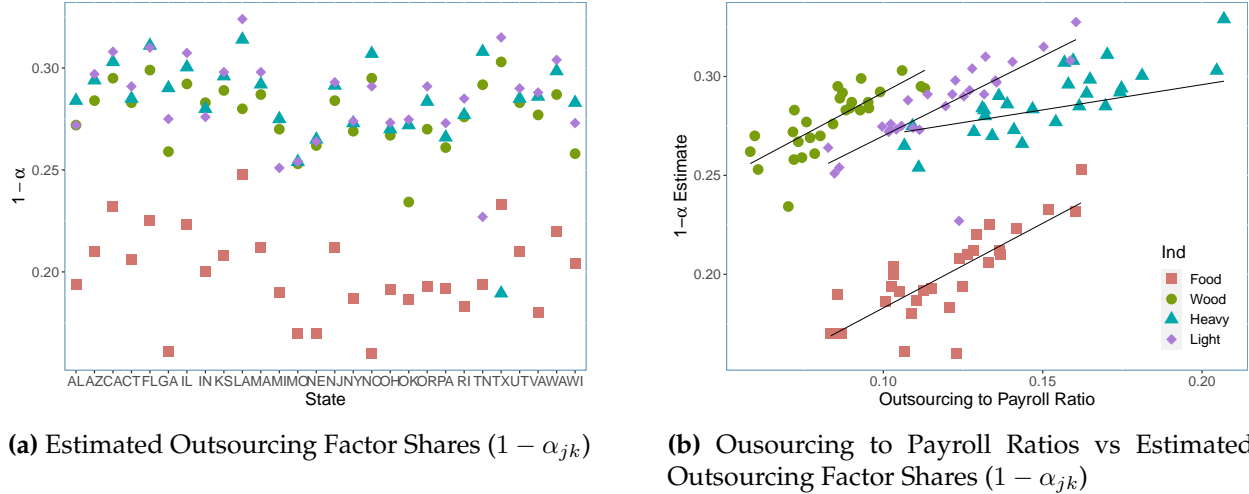 0.30
0.25
0.20
1 − α
AL AZ CA CT FL GA IL IN KS LA MA MI MO NE NJ NY NC OH OK OR PA RI TN TX UT VA WA WI
State
0.30
0.25
0.20
1−α Estimate
Ind
Food
Wood
Heavy
Light
0.10 0.15 0.20
Outsourcing to Payroll Ratio
(a) Estimated Outsourcing Factor Shares (1 − αjk)
(b) Ousourcing to Payroll Ratios vs Estimated
Outsourcing Factor Shares (1 − αjk)